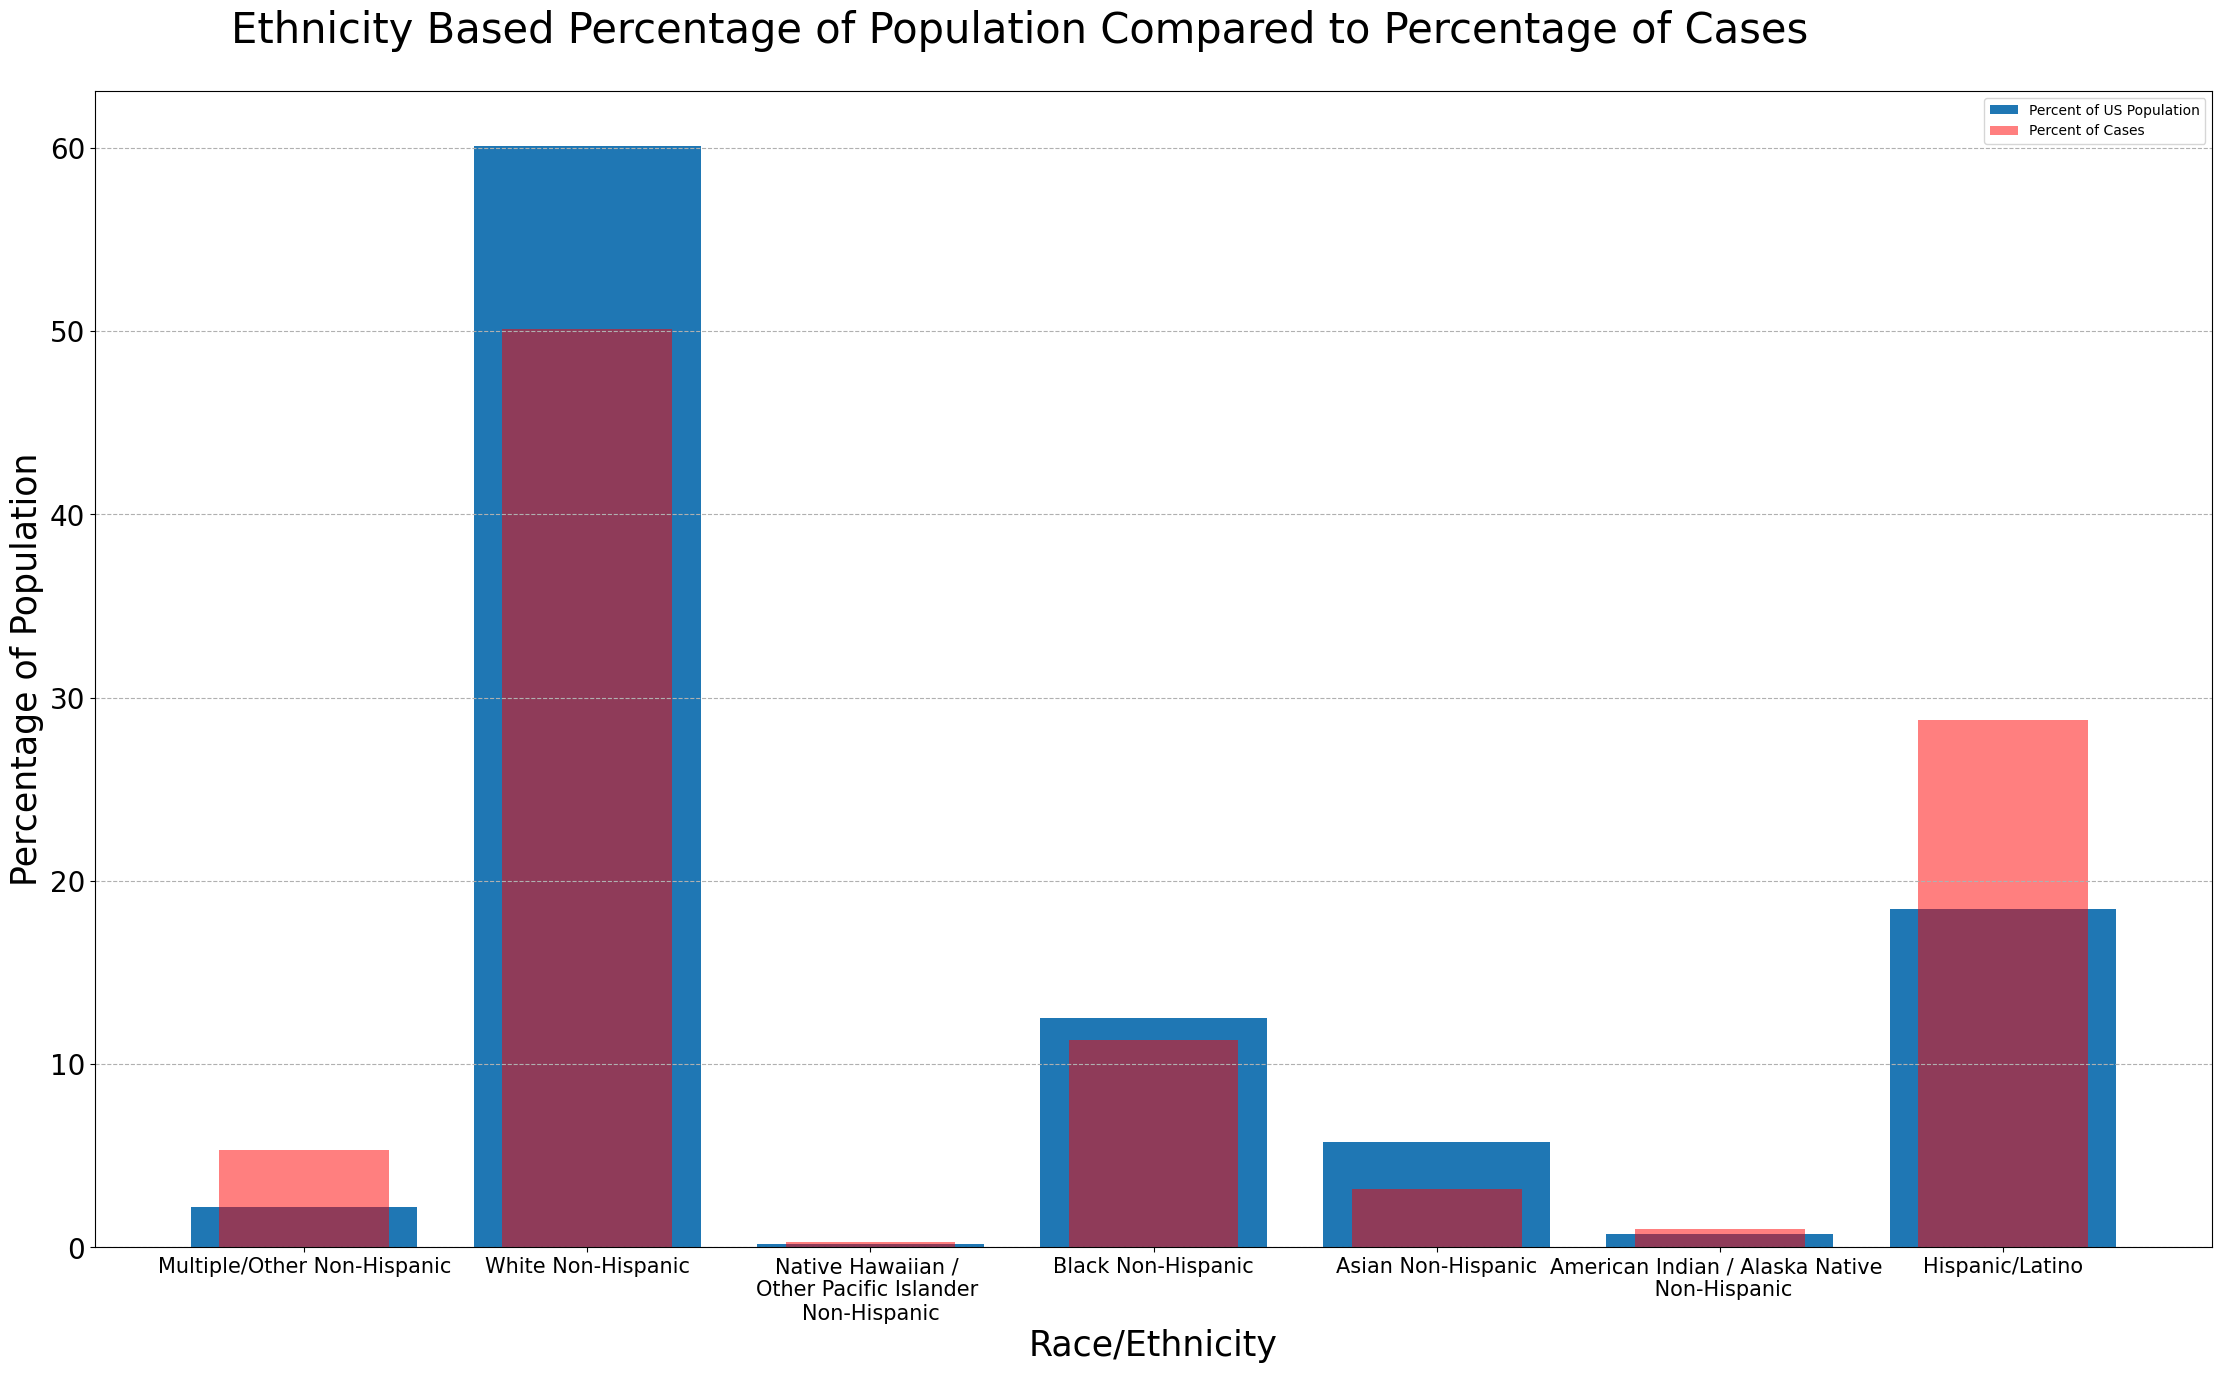 Ethnicity Based Percentage of Population Compared to Percentage of Cases
Percent of US Population
Percent of Cases
Percentage of Population
60
50
40
30
20
10
0
Multiple/Other Non-Hispanic
White Non-Hispanic
Native Hawaiian /
Other Pacific Islander
Non-Hispanic
Black Non-Hispanic
Asian Non-Hispanic
American Indian / Alaska Native
Non-Hispanic
Hispanic/Latino
Race/Ethnicity